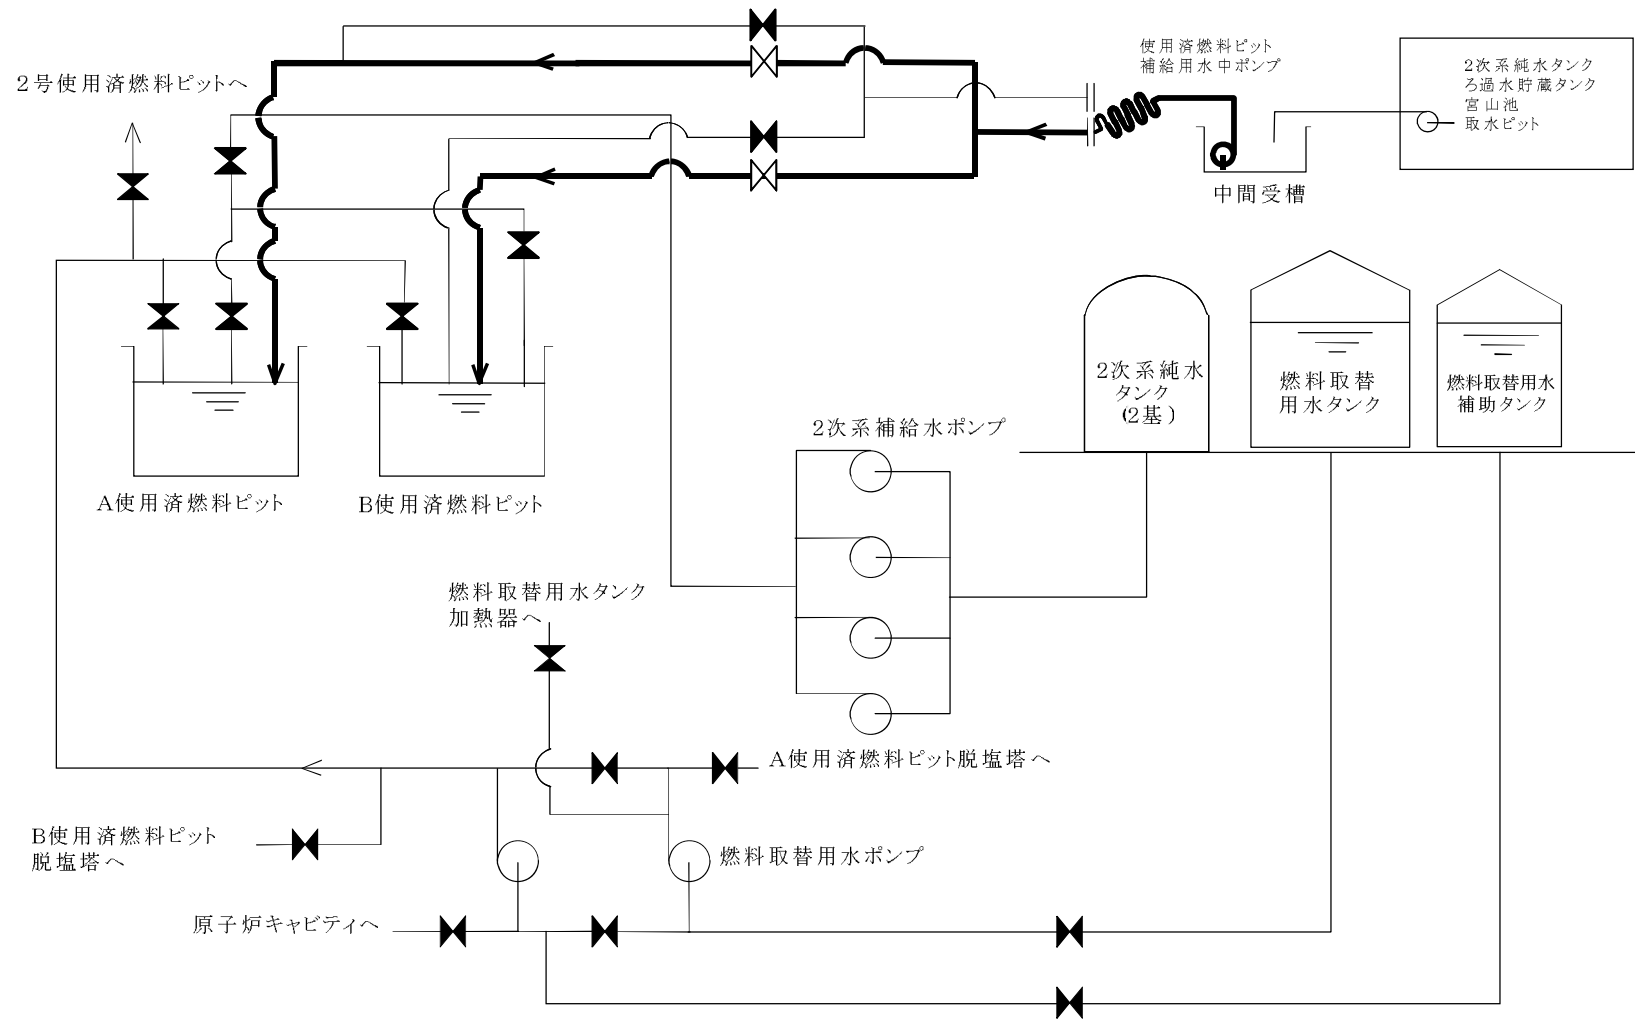 使用済燃料ピット
補給用水中ポンプ
2次系純水タンク
ろ過水貯蔵タンク
宮山池
取水ピット
2号使用済燃料ピットへ
中間受槽
2次系純水
タンク
(2基)
燃料取替
用水タンク
燃料取替用水
補助タンク
2次系補給水ポンプ
A使用済燃料ピット
B使用済燃料ピット
燃料取替用水タンク
加熱器へ
A使用済燃料ピット脱塩塔へ
B使用済燃料ピット
脱塩塔へ
燃料取替用水ポンプ
原子炉キャビティへ